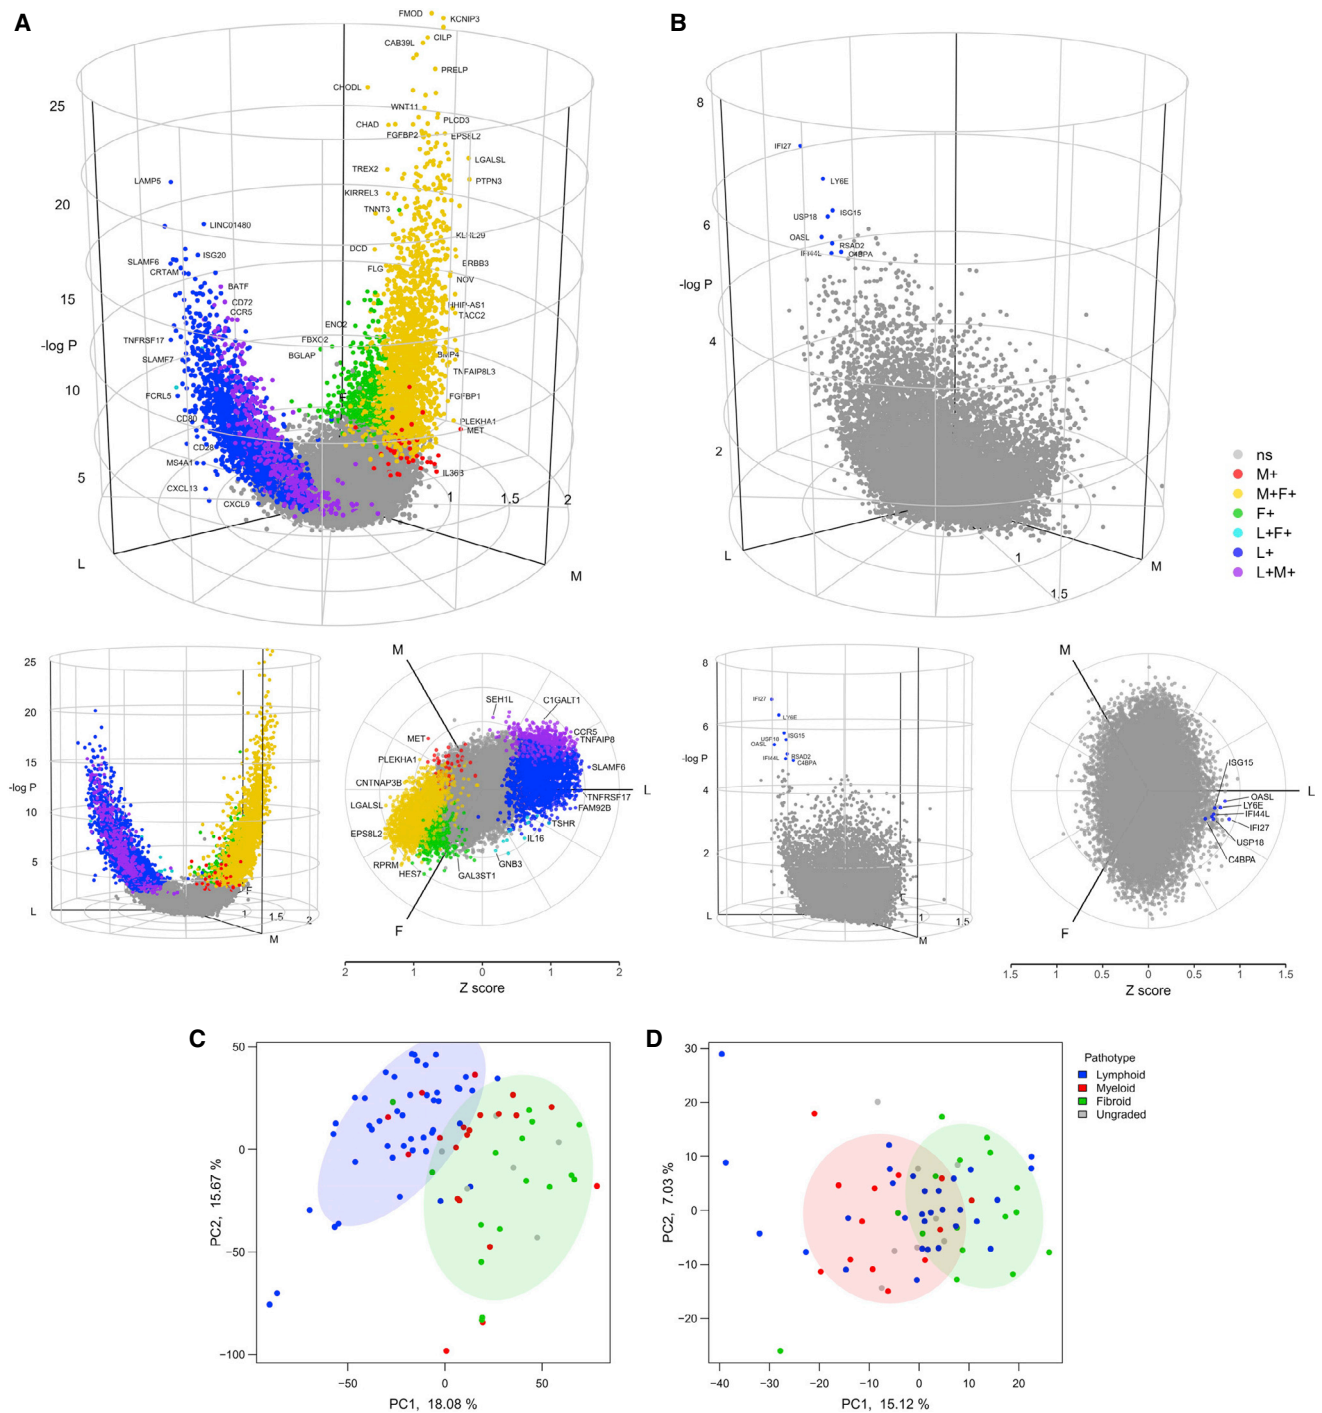 A
FMOD
KCNIP3
CILP
CAB39L
PRELP
CHODL
25
WNT11
PLCD3
CHAD
FGFBP2
EPS8L2
LGALSL
TREX2
PTPN3
LAMP5
KIRREL3
20
TNNT3
LINC01480
KLHL29
DCD
ISG20
SLAMF6
ERBB3
CRTAM
FLG
NOV
BATF
15
CD72
HHIP-AS1
CCR5
TACC2
ENO2
TNFRSF17
FBXO2
-log P
BGLAP
BMP4
SLAMF7
TNFAIP8L3
10
FCRL5
F
FGFBP1
CD80
PLEKHA1
MET
CD28
MS4A1
IL36B
5
CXCL13
1
1.5
2
CXCL9
L
M
B
8
IFI27
LY6E
ISG15
USP18
6
OASL
RSAD2
IFI44L
C4BPA
-log P
4
2
1
L
M
1.5
ns
M+
M+F+
F+
L+F+
L+
L+M+
25
20
15
-log P
10
5
F
L
1
1.5
2
M
M
SEH1L
C1GALT1
MET
CCR5
TNFAIP8
PLEKHA1
SLAMF6
CNTNAP3B
L
TNFRSF17
LGALSL
FAM92B
TSHR
EPS8L2
IL16
RPRM
GNB3
HES7
GAL3ST1
F
2
1
0
1
2
Z score
8
IFI27
LY6E
6
ISG15
USP18
OASL
RSAD2
-log P
IFI44L
C4BPA
4
2
F
L
1
1.5
M
M
ISG15
L
OASL
LY6E
IFI44L
IFI27
USP18
C4BPA
F
1.5
1
0.5
0
0.5
1
1.5
Z score
C
50
0
−50
−100
PC2, 15.67 %
−50
0
50
PC1, 18.08 %
D
30
20
10
0
−10
−20
PC2, 7.03 %
−40
−30
−20
−10
0
10
20
PC1, 15.12 %
Pathotype
Lymphoid
Myeloid
Fibroid
Ungraded